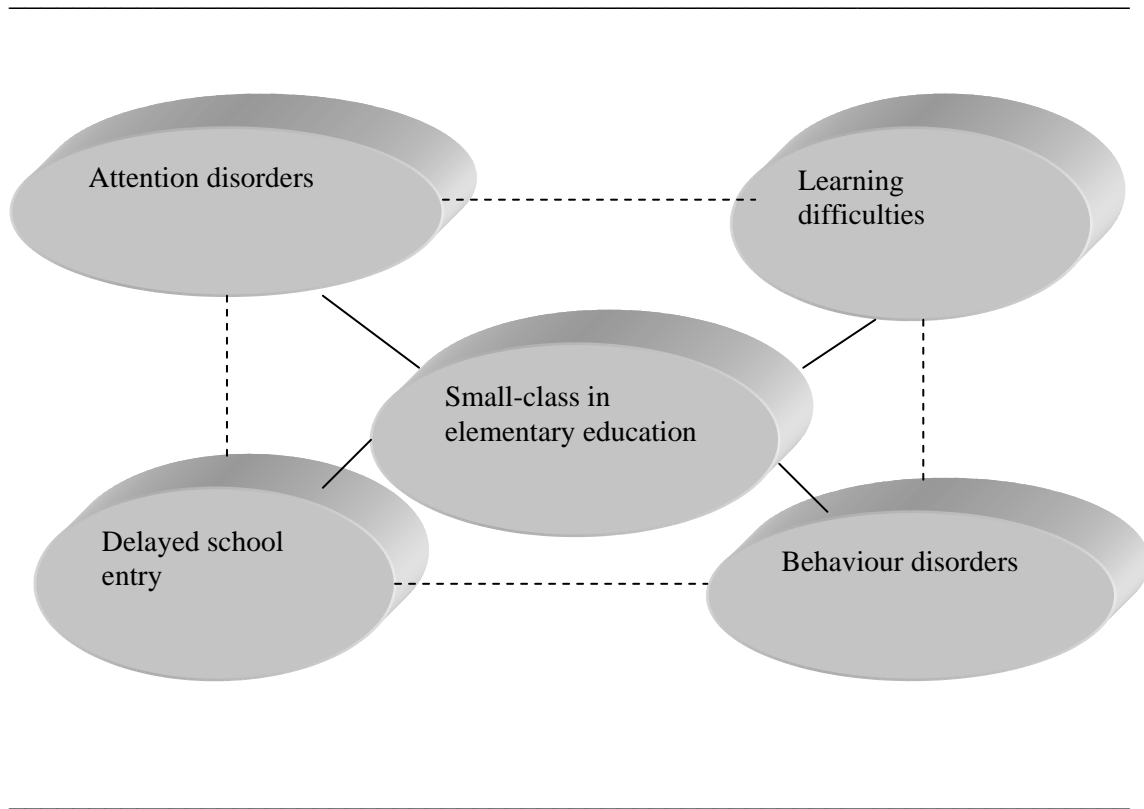 Attention disorders
Learning
difficulties
Small-class in
elementary education
Delayed school
entry
Behaviour disorders